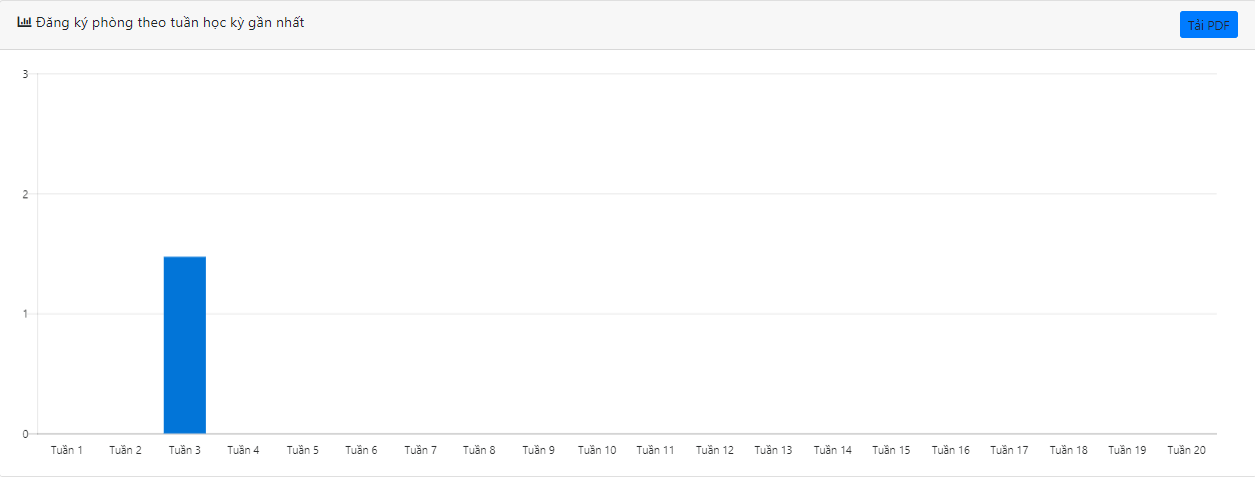 Đăng ký phòng theo tuần học kỳ gần nhất
Tải PDF
3
2
1
0
Tuần 1 Tuần 2 Tuần 3 Tuần 4 Tuần 5 Tuần 6 Tuần 7 Tuần 8 Tuần 9 Tuần 10 Tuần 11 Tuần 12 Tuần 13 Tuần 14 Tuần 15 Tuần 16 Tuần 17 Tuần 18 Tuần 19 Tuần 20